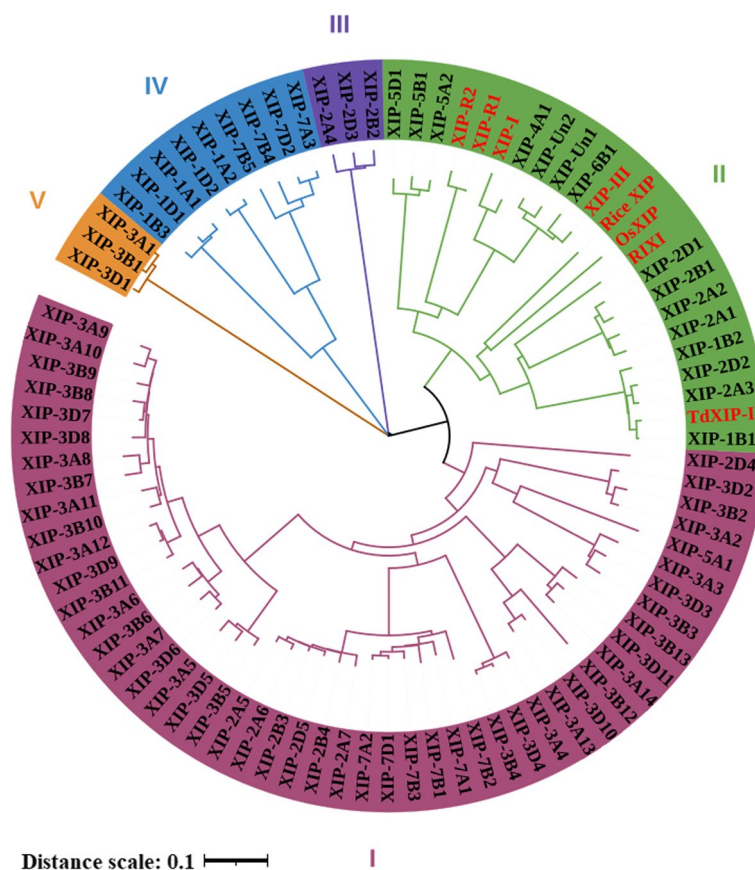 III
IV
II
V
I
XIP-3D1
XIP-3B1
XIP-3A1
XIP-1B3
XIP-1D1
XIP-1A1
XIP-1D2
XIP-1A2
XIP-7B5
XIP-7B4
XIP-7D2
XIP-7A3
XIP-2A4
XIP-2D3
XIP-2B2
XIP-5D1
XIP-5B1
XIP-5A2
XIP-R2
XIP-R1
XIP-I
XIP-4A1
XIP-Un2
XIP-Un1
XIP-6B1
XIP-III
Rice XIP
OsXIP
RIXI
XIP-2D1
XIP-2B1
XIP-2A2
XIP-2A1
XIP-1B2
XIP-2D2
XIP-2A3
TdXIP-I
XIP-1B1
XIP-2D4
XIP-3D2
XIP-3B2
XIP-3A2
XIP-5A1
XIP-3A3
XIP-3D3
XIP-3B3
XIP-3B13
XIP-3D11
XIP-3A14
XIP-3B12
XIP-3D10
XIP-3A13
XIP-3A4
XIP-3D4
XIP-3B4
XIP-7B2
XIP-7A1
XIP-7B1
XIP-7B3
XIP-7D1
XIP-7A2
XIP-2A7
XIP-2B4
XIP-2D5
XIP-2B3
XIP-2A6
XIP-2A5
XIP-3B5
XIP-3D5
XIP-3A5
XIP-3D6
XIP-3A7
XIP-3B6
XIP-3A6
XIP-3B11
XIP-3D9
XIP-3A12
XIP-3B10
XIP-3A11
XIP-3B7
XIP-3A8
XIP-3D8
XIP-3D7
XIP-3B8
XIP-3B9
XIP-3A10
XIP-3A9
Distance scale: 0.1